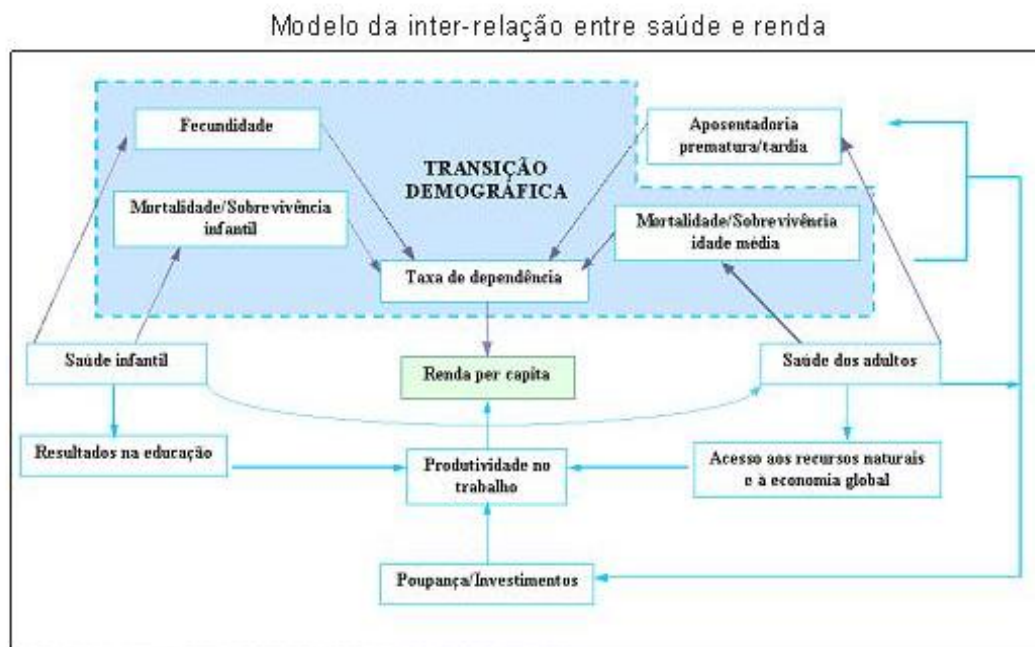 Modelo da inter-relação entre saúde e renda
Fecundidade
Aposentadoria
prematura/tardia
TRANSIÇÃO
DEMOGRÁFICA
Mortalidade/Sobrevivência
infantil
Mortalidade/Sobrevivência
idade média
Taxa de dependência
Saúde infantil
Renda per capita
Saúde dos adultos
Resultados na educação
Produtividade no
trabalho
Acesso aos recursos naturais
e à economia global
Poupança/Investimentos